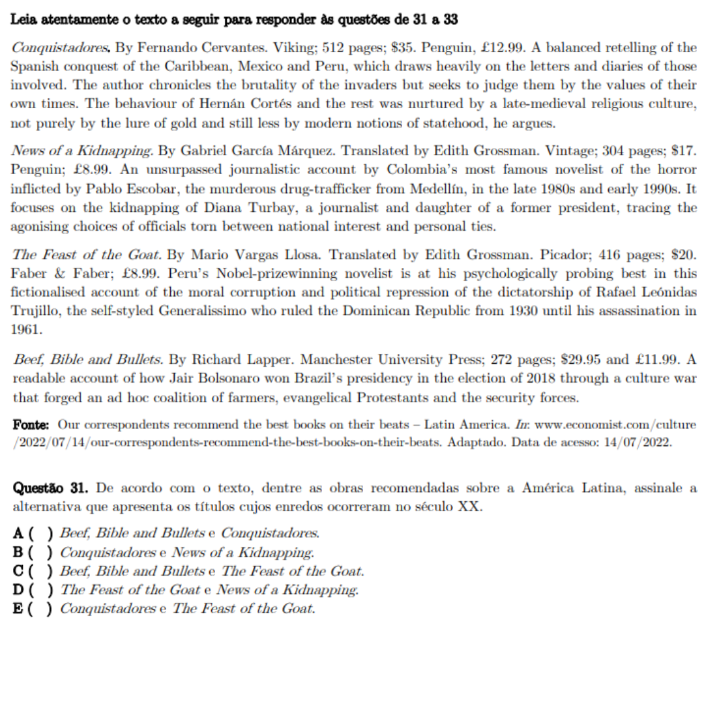 Leia atentamente o texto a seguir para responder às questões de 31 a 33
Conquistadores. By Fernando Cervantes. Viking; 512 pages; $35. Penguin, £12.99. A balanced retelling of the
Spanish conquest of the Caribbean, Mexico and Peru, which draws heavily on the letters and diaries of those
involved. The author chronicles the brutality of the invaders but seeks to judge them by the values of their
own times. The behaviour of Hernán Cortés and the rest was nurtured by a late-medieval religious culture,
not purely by the lure of gold and still less by modern notions of statehood, he argues.
News of a Kidnapping. By Gabriel García Márquez. Translated by Edith Grossman. Vintage; 304 pages; $17.
Penguin; £8.99. An unsurpassed journalistic account by Colombia's most famous novelist of the horror
inflicted by Pablo Escobar, the murderous drug-trafficker from Medellín, in the late 1980s and early 1990s. It
focuses on the kidnapping of Diana Turbay, a journalist and daughter of a former president, tracing the
agonising choices of officials torn between national interest and personal ties.
The Feast of the Goat. By Mario Vargas Llosa. Translated by Edith Grossman. Picador; 416 pages; $20.
Faber & Faber; £8.99. Peru's Nobel-prizewinning novelist is at his psychologically probing best in this
fictionalised account of the moral corruption and political repression of the dictatorship of Rafael Leónidas
Trujillo, the self-styled Generalissimo who ruled the Dominican Republic from 1930 until his assassination in
1961.
Beef, Bible and Bullets. By Richard Lapper. Manchester University Press; 272 pages; $29.95 and £11.99. A
readable account of how Jair Bolsonaro won Brazil's presidency in the election of 2018 through a culture war
that forged an ad hoc coalition of farmers, evangelical Protestants and the security forces.
Fonte: Our correspondents recommend the best books on their beats – Latin America. In: www.economist.com/culture
/2022/07/14/our-correspondents-recommend-the-best-books-on-their-beats. Adaptado. Data de acesso: 14/07/2022.
Questão 31. De acordo com o texto, dentre as obras recomendadas sobre a América Latina, assinale a
alternativa que apresenta os títulos cujos enredos ocorreram no século XX.
A ( ) Beef, Bible and Bullets e Conquistadores.
B ( ) Conquistadores e News of a Kidnapping.
C ( ) Beef, Bible and Bullets e The Feast of the Goat.
D ( ) The Feast of the Goat e News of a Kidnapping.
E ( ) Conquistadores e The Feast of the Goat.